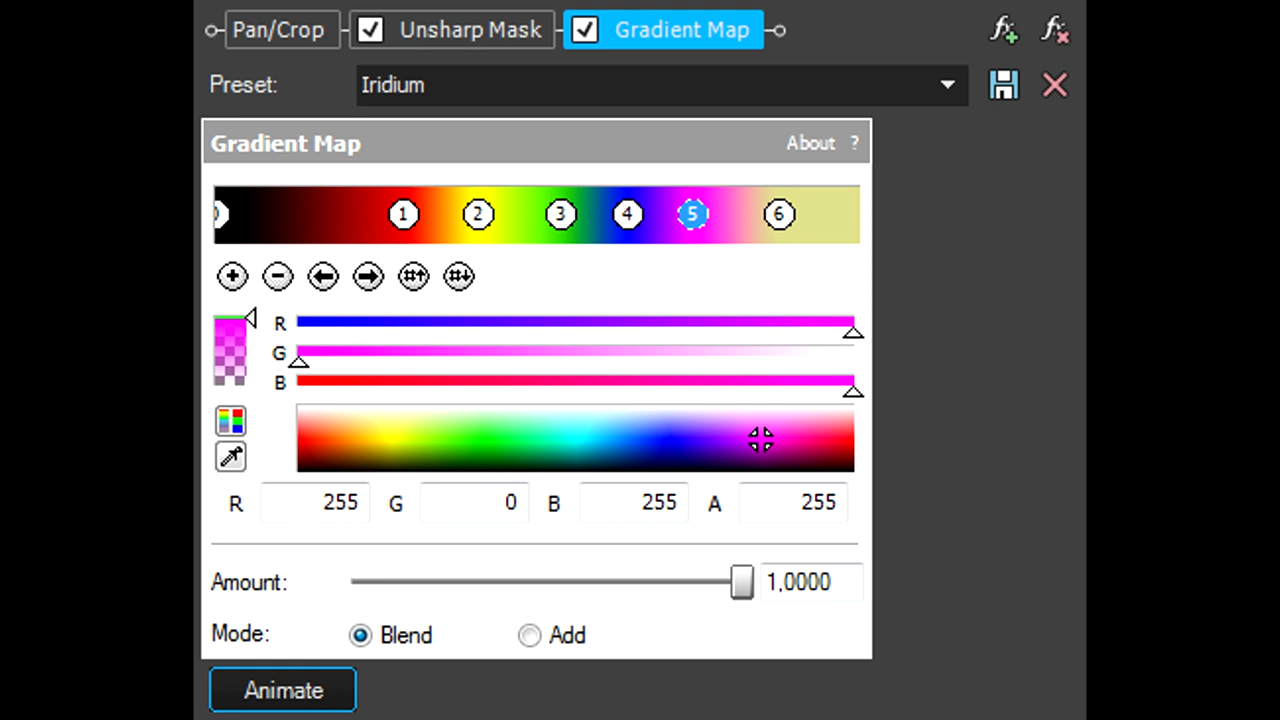 Pan/Crop Unsharp Mask Gradient Map
Preset: Iridium
Gradient Map About ?
0 1 2 3 4 5 6
R
G
B
R 255 G 0 B 255 A 255
Amount: 1,0000
Mode: Blend Add
Animate